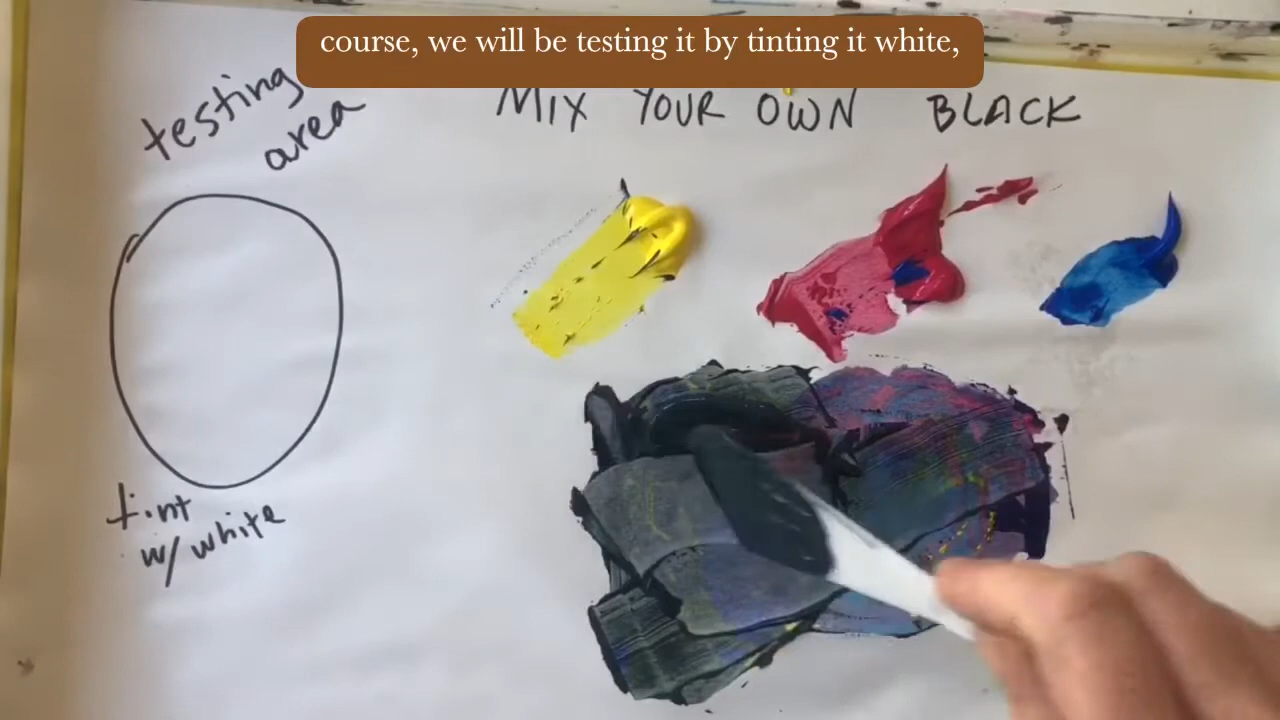 course, we will be testing it by tinting it white,
testing
area
MIX YOUR OWN BLACK
tint
w/ white